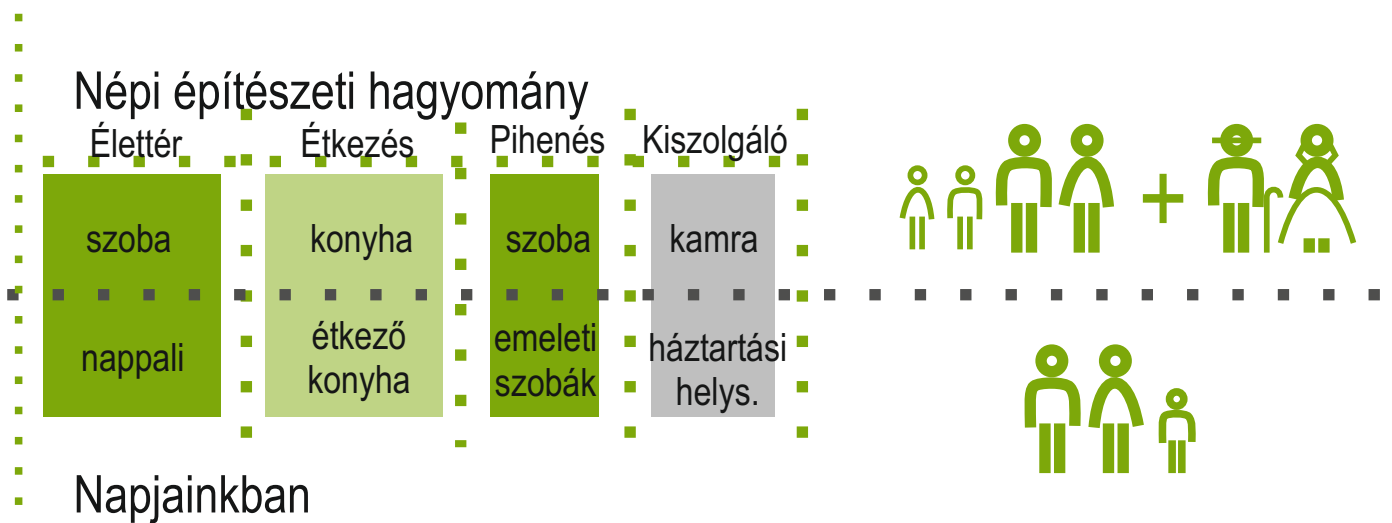 Népi építészeti hagyomány
Élettér
Étkezés
Pihenés
Kiszolgáló
szoba
konyha
szoba
kamra
nappali
étkező
konyha
emeleti
szobák
háztartási
helys.
Napjainkban